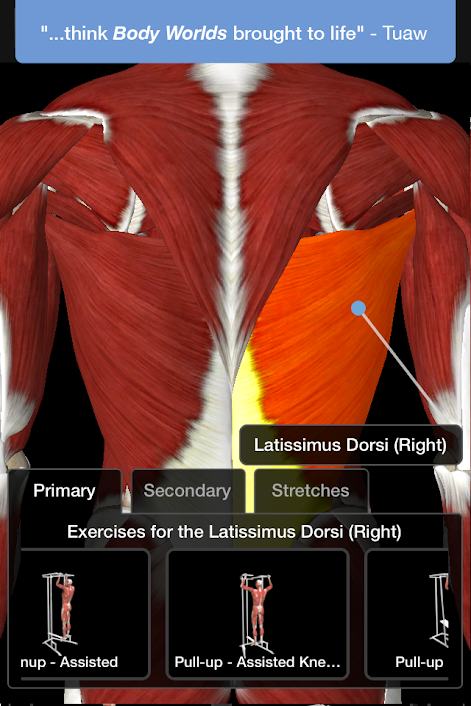 "...think Body Worlds brought to life" - Tuaw
Latissimus Dorsi (Right)
Primary Secondary Stretches
Exercises for the Latissimus Dorsi (Right)
nup - Assisted Pull-up - Assisted Kne... Pull-up